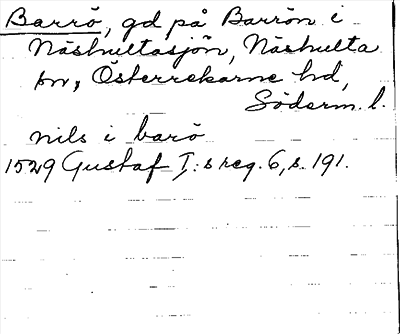 Barrö, gd på Barrön i
Näshultasjön, Näshulta
sn, Österrekarne hd,
Söderm. l.
nils i barö
1529 Gustaf I:s reg. 6, s. 191.